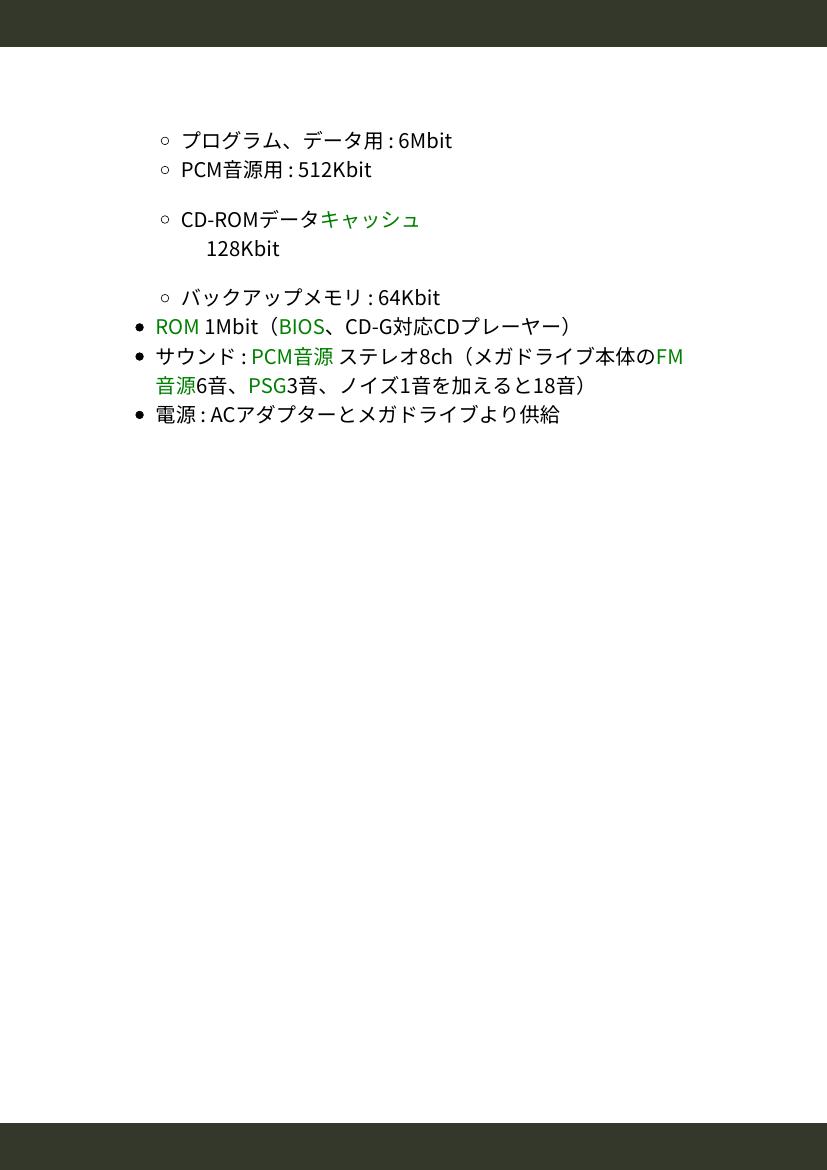 プログラム、データ用 : 6Mbit
PCM音源用 : 512Kbit
CD-ROMデータキャッシュ
128Kbit
バックアップメモリ : 64Kbit
ROM 1Mbit（BIOS、CD-G対応CDプレーヤー）
サウンド : PCM音源 ステレオ8ch（メガドライブ本体のFM
音源6音、PSG3音、ノイズ1音を加えると18音）
電源 : ACアダプターとメガドライブより供給